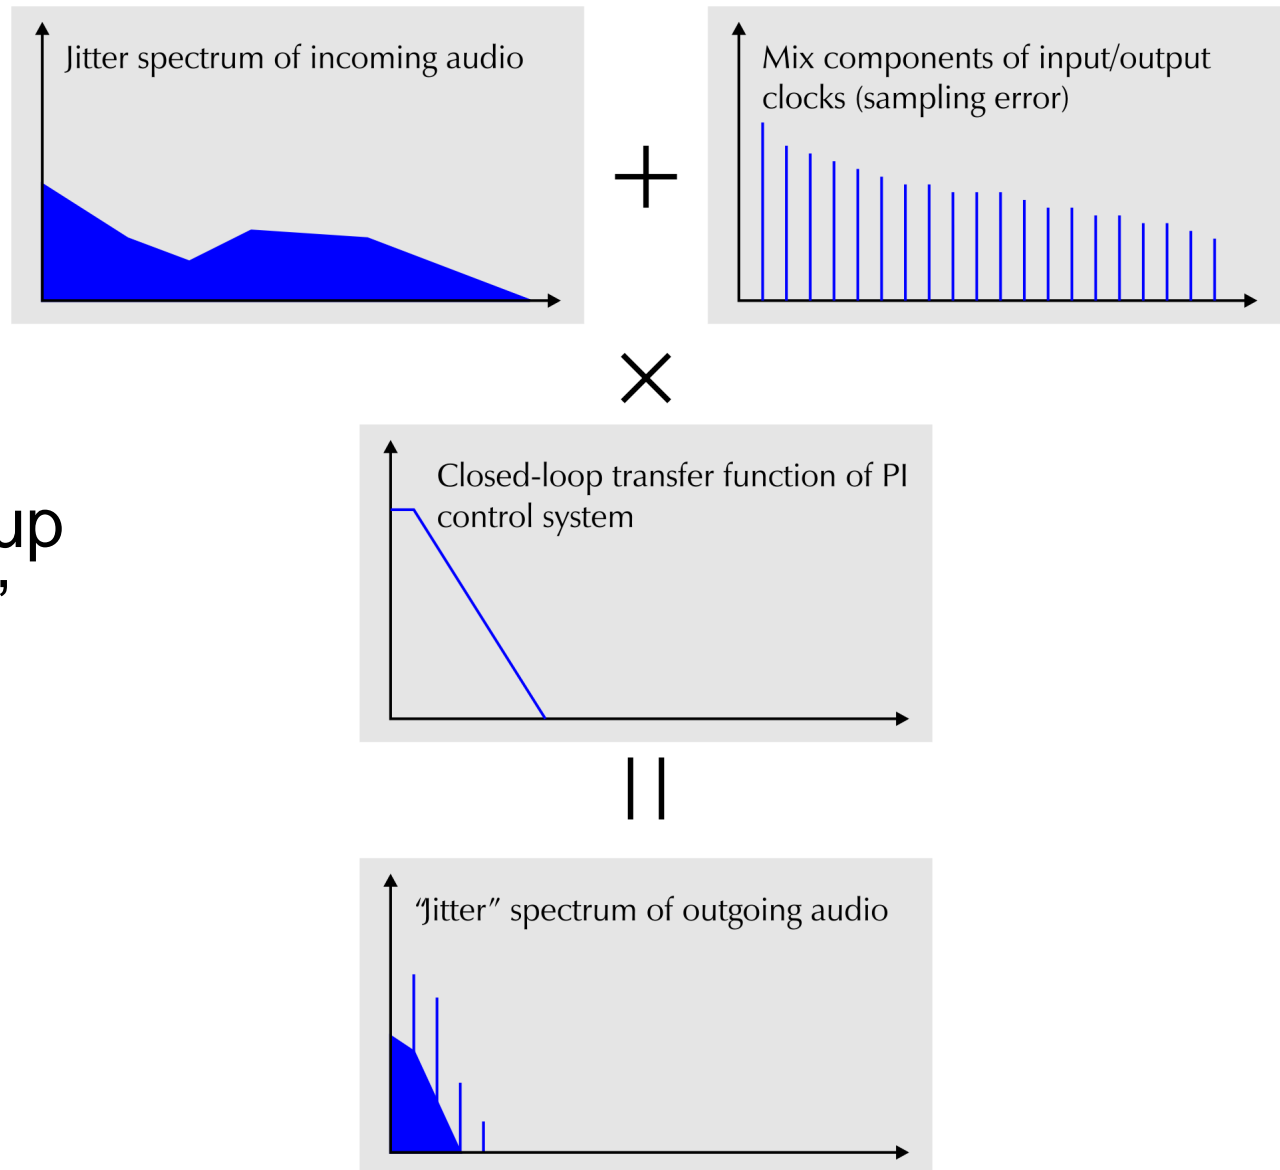 Jitter spectrum of incoming audio
+
Mix components of input/output
clocks (sampling error)
×
Closed-loop transfer function of PI
control system
up
”
=
“Jitter” spectrum of outgoing audio